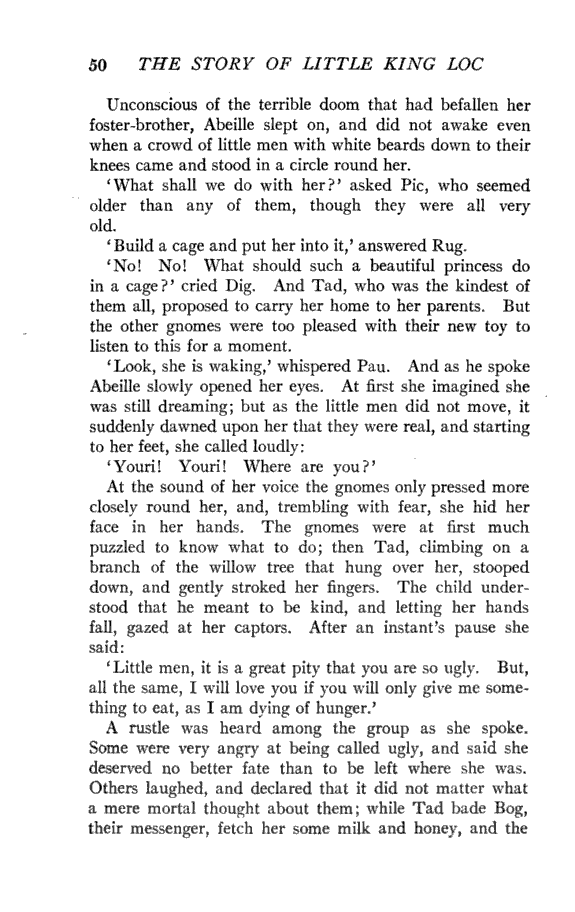 50 THE STORY OF LITTLE KING LOC
Unconscious of the terrible doom that had befallen her
foster-brother, Abeille slept on, and did not awake even
when a crowd of little men with white beards down to their
knees came and stood in a circle round her.
‘What shall we do with her?’ asked Pic, who seemed
older than any of them, though they were all very
old.
‘Build a cage and put her into it,’ answered Rug.
‘No! No! What should such a beautiful princess do
in a cage?’ cried Dig. And Tad, who was the kindest of
them all, proposed to carry her home to her parents. But
the other gnomes were too pleased with their new toy to
listen to this for a moment.
‘Look, she is waking,’ whispered Pau. And as he spoke
Abeille slowly opened her eyes. At first she imagined she
was still dreaming; but as the little men did not move, it
suddenly dawned upon her that they were real, and starting
to her feet, she called loudly:
‘Youri! Youri! Where are you?’
At the sound of her voice the gnomes only pressed more
closely round her, and, trembling with fear, she hid her
face in her hands. The gnomes were at first much
puzzled to know what to do; then Tad, climbing on a
branch of the willow tree that hung over her, stooped
down, and gently stroked her fingers. The child under-
stood that he meant to be kind, and letting her hands
fall, gazed at her captors. After an instant’s pause she
said:
‘Little men, it is a great pity that you are so ugly. But,
all the same, I will love you if you will only give me some-
thing to eat, as I am dying of hunger.’
A rustle was heard among the group as she spoke.
Some were very angry at being called ugly, and said she
deserved no better fate than to be left where she was.
Others laughed, and declared that it did not matter what
a mere mortal thought about them; while Tad bade Bog,
their messenger, fetch her some milk and honey, and the